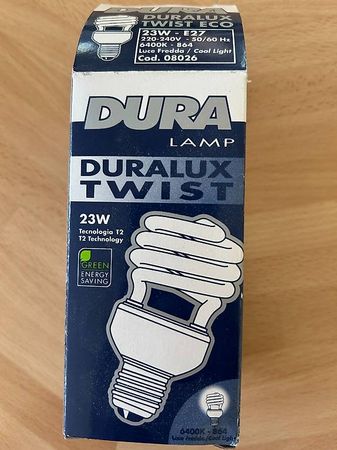 DURALUX
TWIST ECO
23W - E27
220-240V - 50/60 Hz
6400K - 864
Luce Fredda / Cool Light
Cod. 08026
DURA
LAMP
DURALUX
TWIST
23W
Tecnologia T2
T2 Technology
GREEN
ENERGY
SAVING
6400K - 864
Luce Fredda / Cool Light